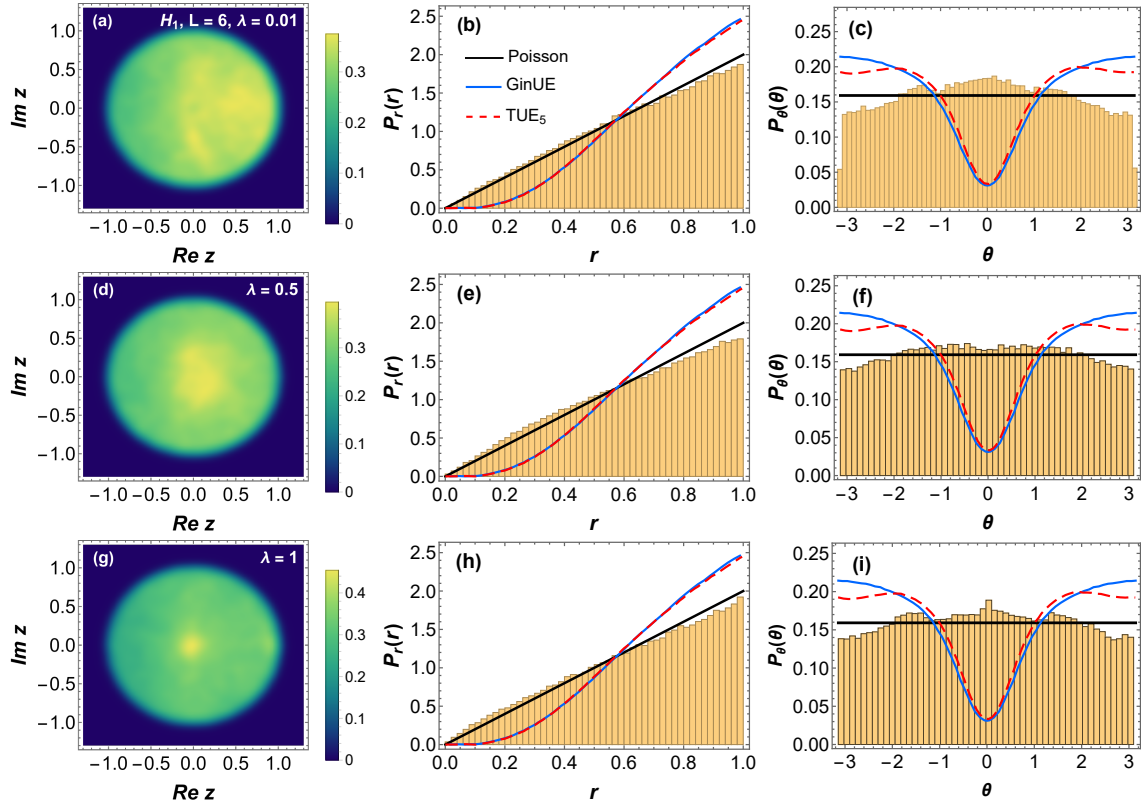 (a) H₁, L = 6, λ = 0.01
1.0
0.5
0.0
−0.5
−1.0
Im z
−1.0 −0.5 0.0 0.5 1.0
Re z
0.3
0.2
0.1
0
(b)
Poisson
GinUE
TUE₅
2.5
2.0
1.5
1.0
0.5
0.0
Pᵣ(r)
0.0 0.2 0.4 0.6 0.8 1.0
r
(c)
0.25
0.20
0.15
0.10
0.05
0.00
P_θ(θ)
−3 −2 −1 0 1 2 3
θ
(d) λ = 0.5
1.0
0.5
0.0
−0.5
−1.0
Im z
−1.0 −0.5 0.0 0.5 1.0
Re z
0.3
0.2
0.1
0
(e)
2.5
2.0
1.5
1.0
0.5
0.0
Pᵣ(r)
0.0 0.2 0.4 0.6 0.8 1.0
r
(f)
0.25
0.20
0.15
0.10
0.05
0.00
P_θ(θ)
−3 −2 −1 0 1 2 3
θ
(g) λ = 1
1.0
0.5
0.0
−0.5
−1.0
Im z
−1.0 −0.5 0.0 0.5 1.0
Re z
0.4
0.3
0.2
0.1
0
(h)
2.5
2.0
1.5
1.0
0.5
0.0
Pᵣ(r)
0.0 0.2 0.4 0.6 0.8 1.0
r
(i)
0.25
0.20
0.15
0.10
0.05
0.00
P_θ(θ)
−3 −2 −1 0 1 2 3
θ